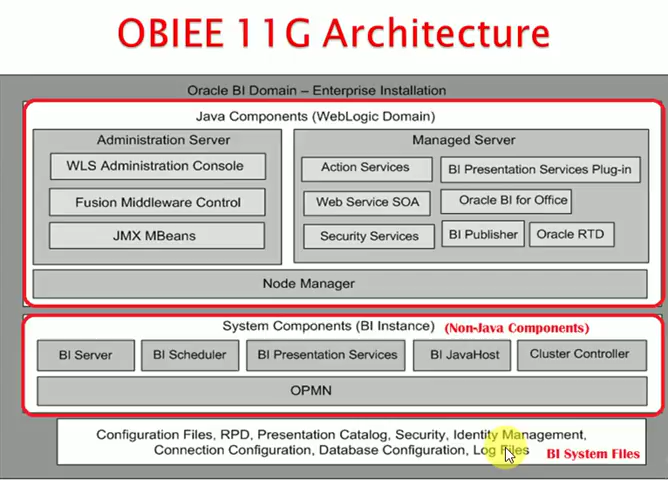 OBIEE 11G Architecture
Oracle BI Domain – Enterprise Installation
Java Components (WebLogic Domain)
Administration Server
WLS Administration Console
Fusion Middleware Control
JMX MBeans
Managed Server
Action Services
BI Presentation Services Plug-in
Web Service SOA
Oracle BI for Office
Security Services
BI Publisher
Oracle RTD
Node Manager
System Components (BI Instance) (Non-Java Components)
BI Server
BI Scheduler
BI Presentation Services
BI JavaHost
Cluster Controller
OPMN
Configuration Files, RPD, Presentation Catalog, Security, Identity Management,
Connection Configuration, Database Configuration, Log Files
BI System Files